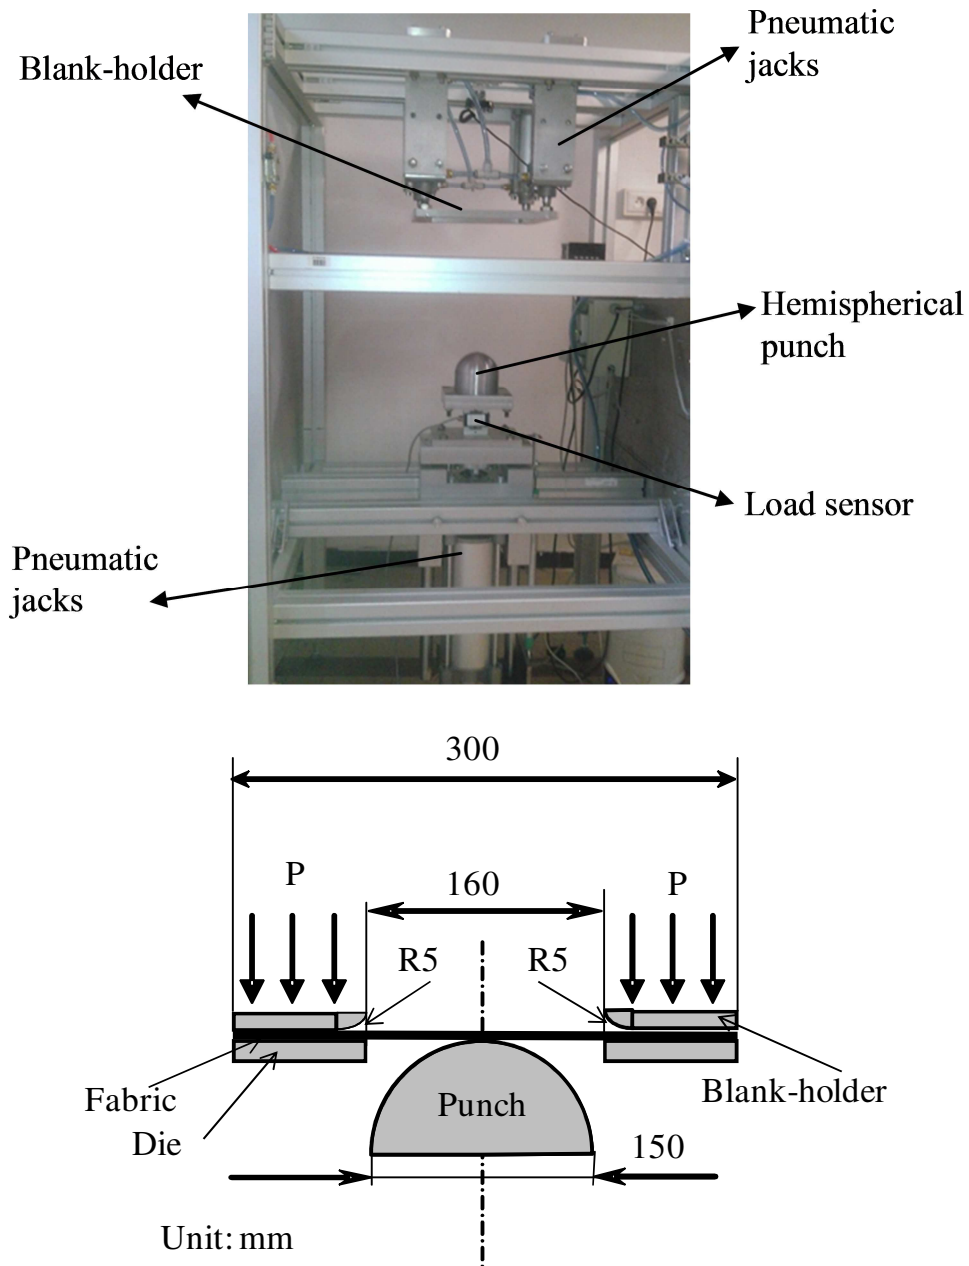 Pneumatic
jacks
Blank-holder
Hemispherical
punch
Load sensor
Pneumatic
jacks
300
P
160
P
R5
R5
Fabric
Die
Punch
Blank-holder
150
Unit: mm